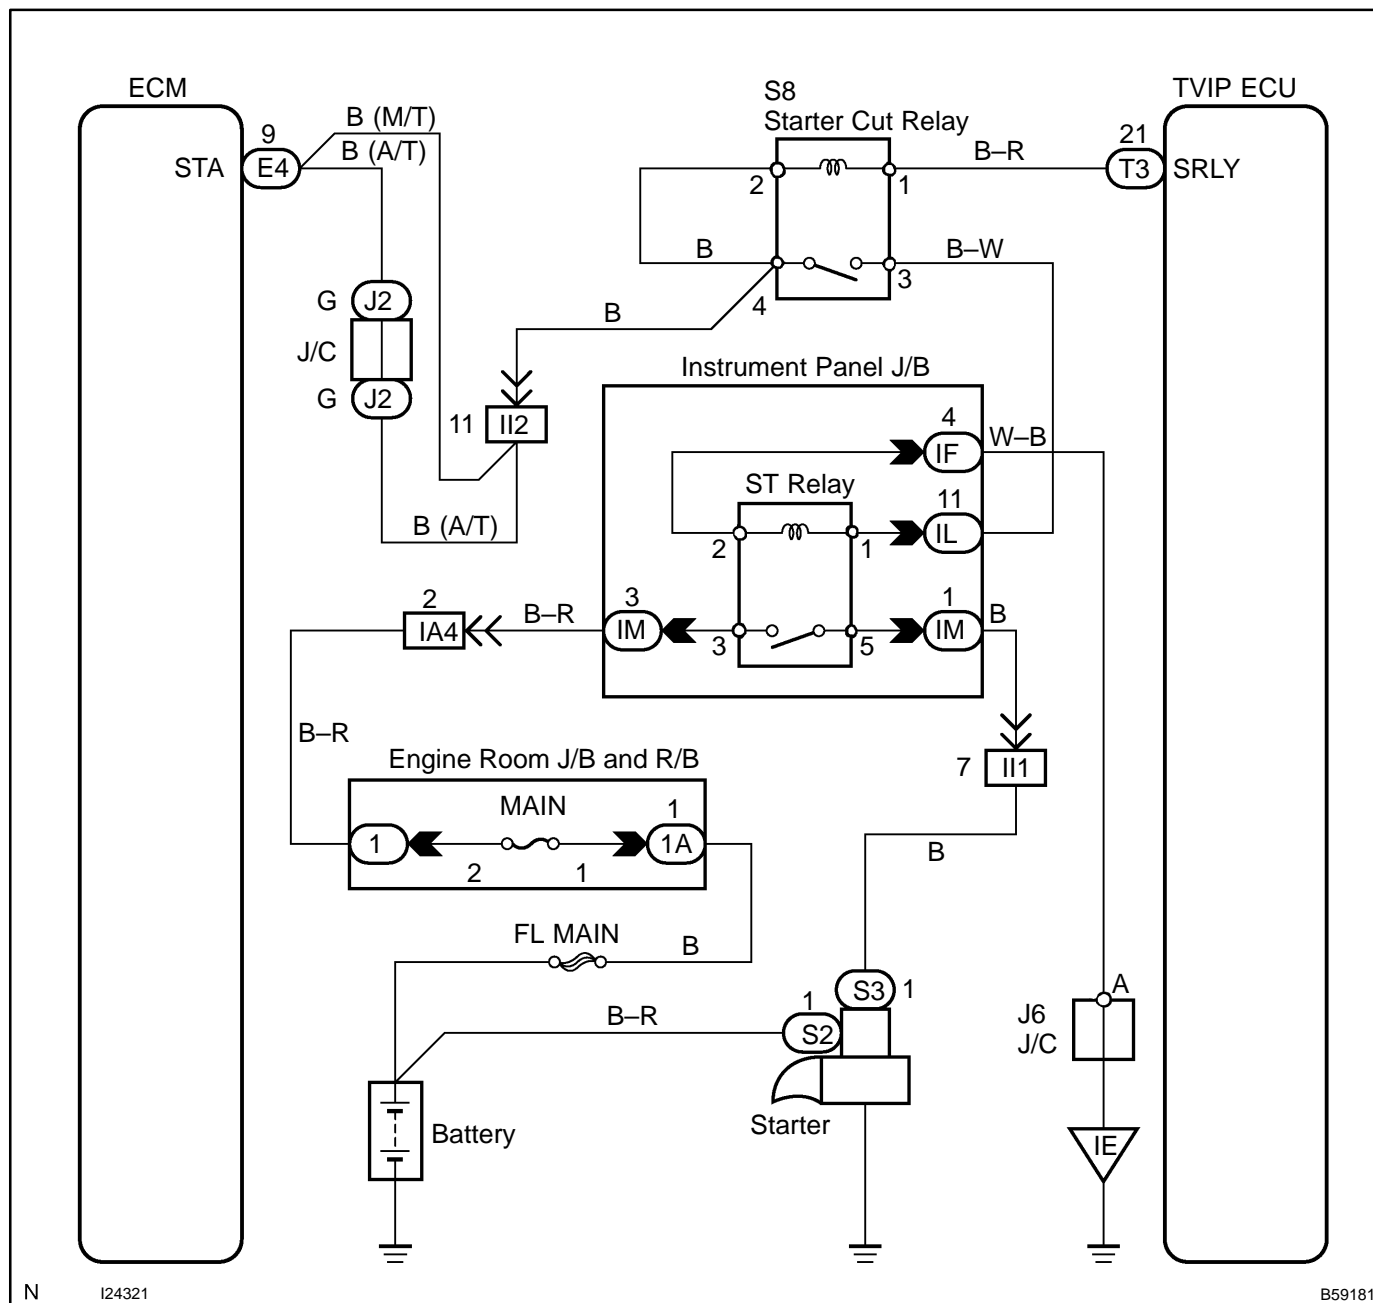 ECM
TVIP ECU
S8
Starter Cut Relay
9
B (M/T)
B (A/T)
STA
E4
B–R
21
T3
SRLY
2
1
B
B–W
4
3
B
G
J2
J/C
G
J2
11
II2
B (A/T)
Instrument Panel J/B
4
IF
W–B
ST Relay
11
IL
2
1
2
IA4
B–R
3
IM
3
5
1
IM
B
B–R
7
II1
Engine Room J/B and R/B
MAIN
1
1
1A
2
1
B
FL MAIN
B
S3
1
1
S2
B–R
A
J6
J/C
Starter
Battery
IE
N
I24321
B59181